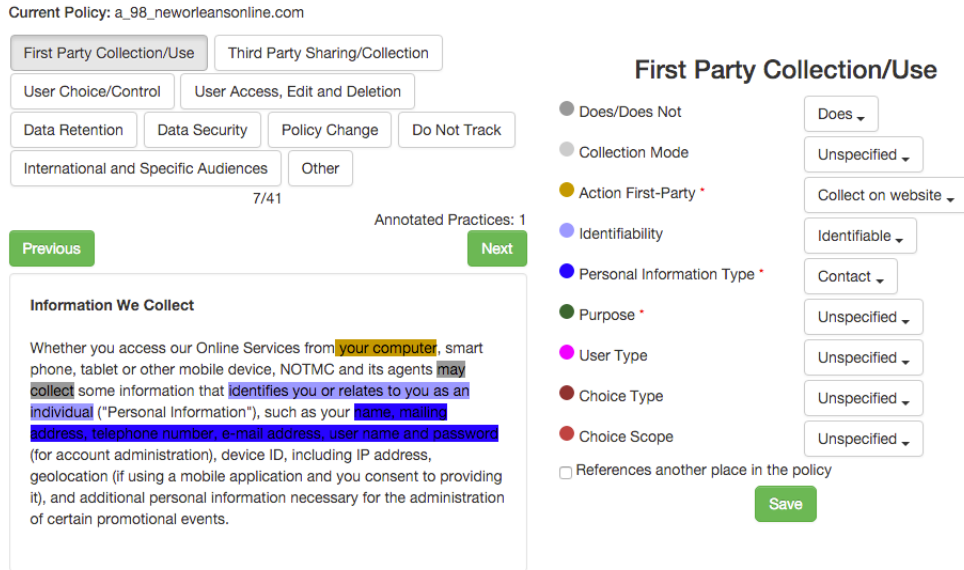 Current Policy: a_98_neworleansonline.com
First Party Collection/Use
Third Party Sharing/Collection
User Choice/Control
User Access, Edit and Deletion
Data Retention
Data Security
Policy Change
Do Not Track
International and Specific Audiences
Other
7/41
Annotated Practices: 1
Previous
Next
Information We Collect
Whether you access our Online Services from your computer, smart
phone, tablet or other mobile device, NOTMC and its agents may
collect some information that identifies you or relates to you as an
individual ("Personal Information"), such as your name, mailing
address, telephone number, e-mail address, user name and password
(for account administration), device ID, including IP address,
geolocation (if using a mobile application and you consent to providing
it), and additional personal information necessary for the administration
of certain promotional events.
First Party Collection/Use
Does/Does Not
Does
Collection Mode
Unspecified
Action First-Party *
Collect on website
Identifiability
Identifiable
Personal Information Type *
Contact
Purpose *
Unspecified
User Type
Unspecified
Choice Type
Unspecified
Choice Scope
Unspecified
References another place in the policy
Save